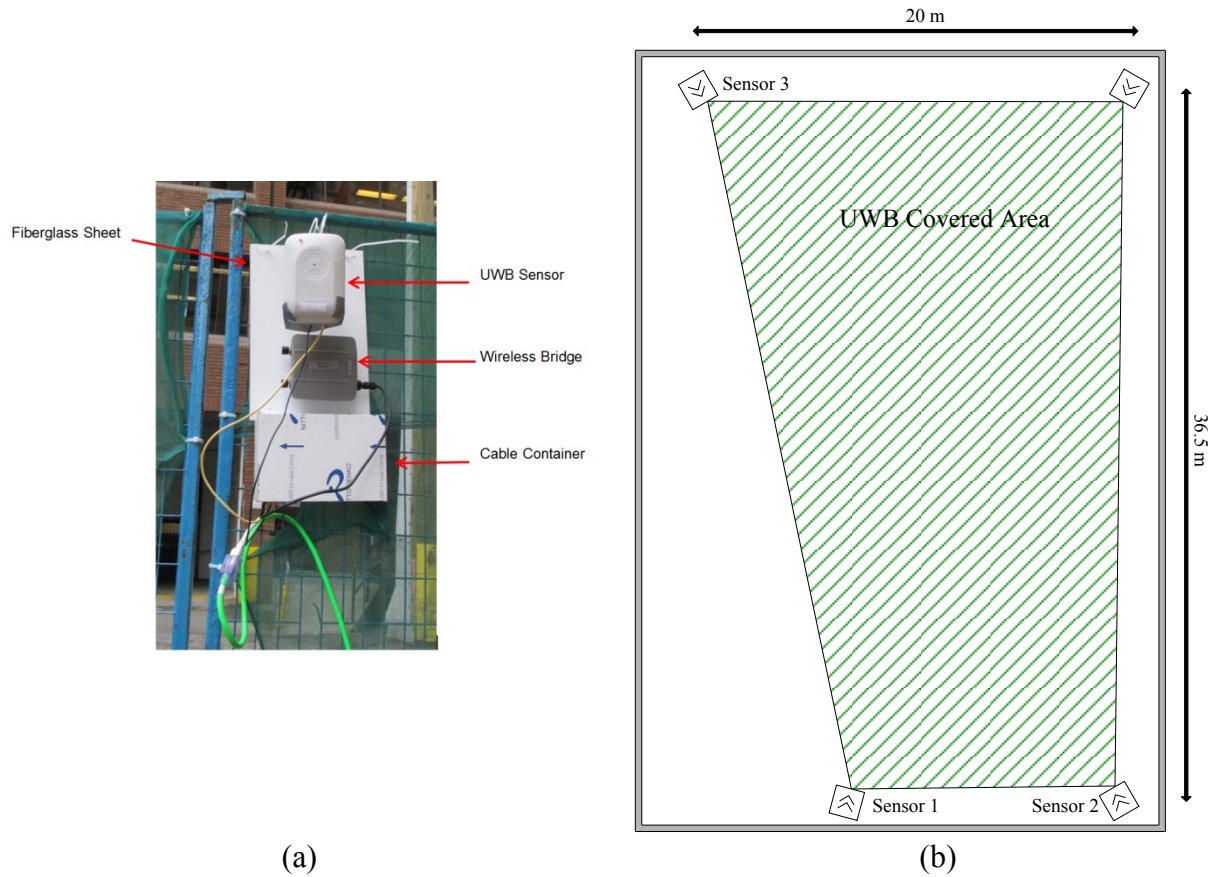 Fiberglass Sheet
UWB Sensor
Wireless Bridge
Cable Container
(a)
20 m
Sensor 3
UWB Covered Area
36.5 m
Sensor 1
Sensor 2
(b)